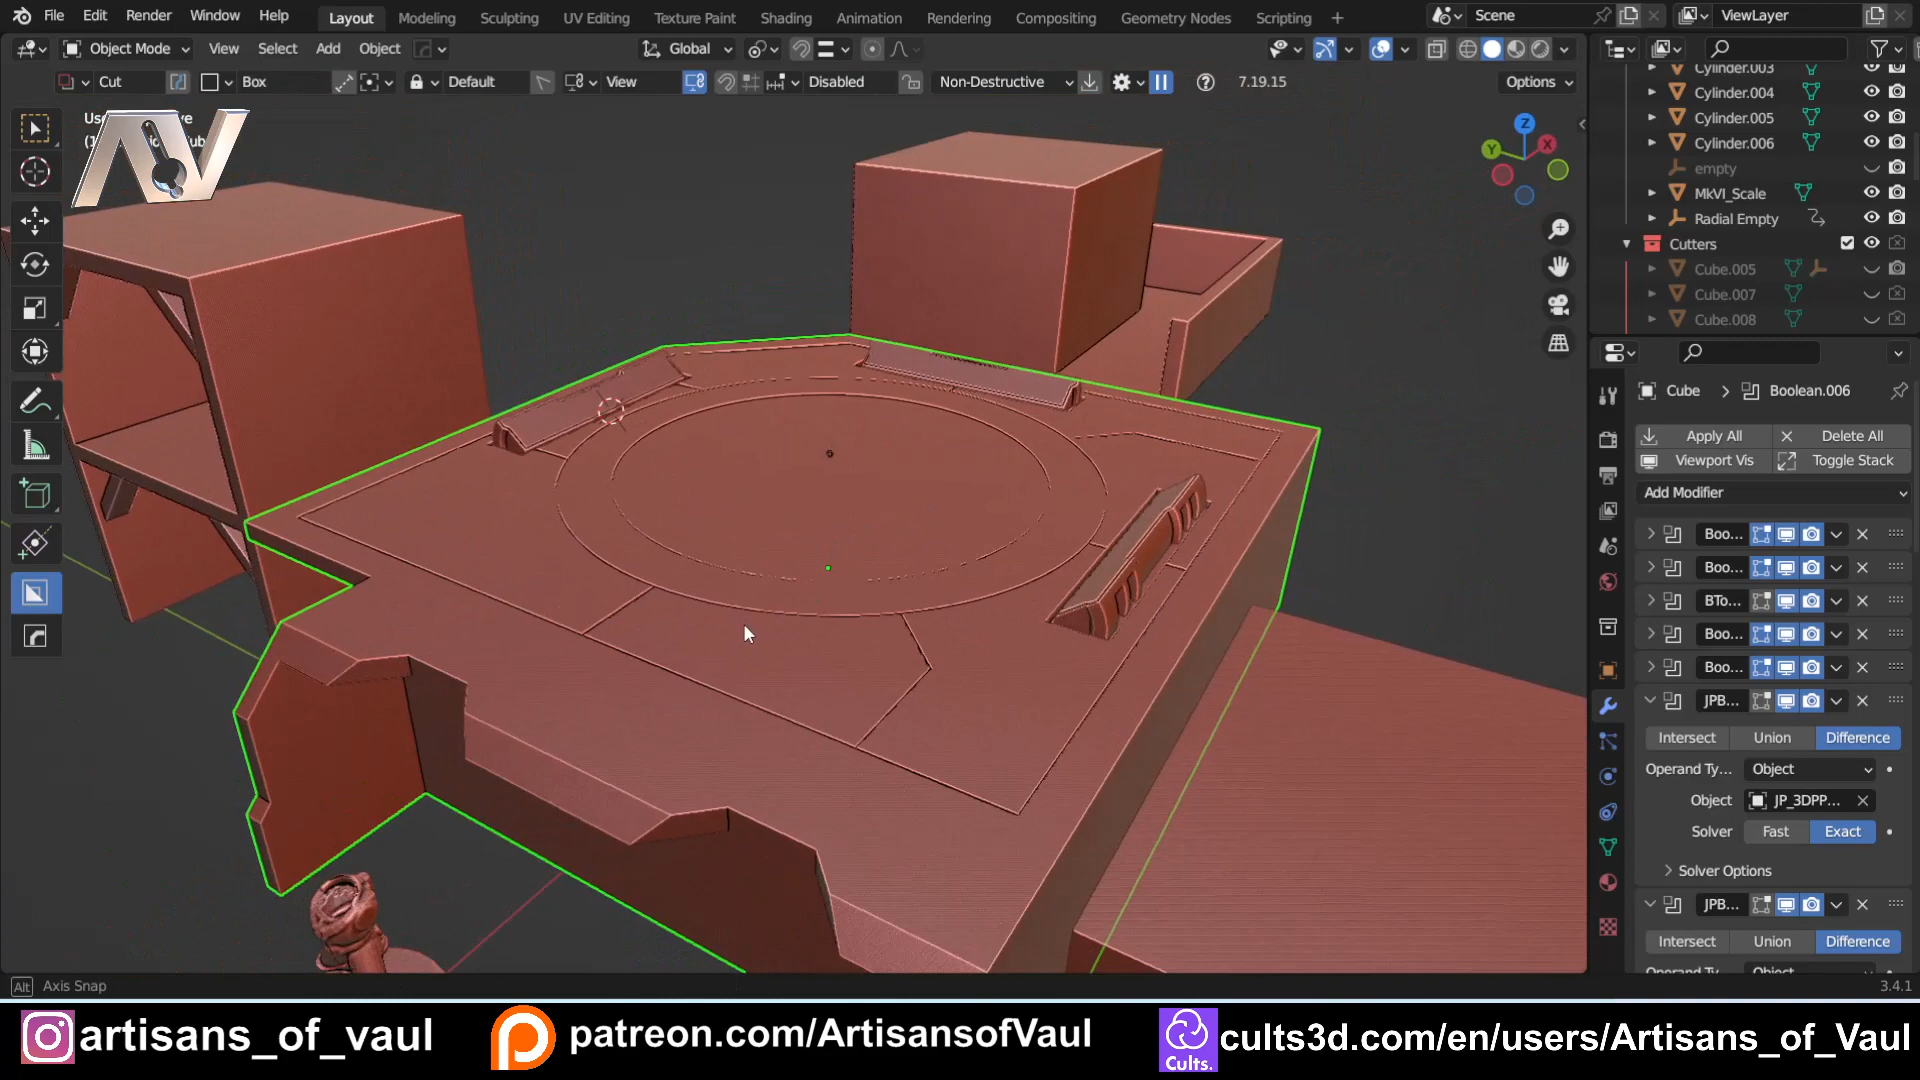 File Edit Render Window Help Layout Modeling Sculpting UV Editing Texture Paint Shading Animation Rendering Compositing Geometry Nodes Scripting + Scene ViewLayer
Object Mode View Select Add Object Global
Cut Box Default View Disabled Non-Destructive 7.19.15 Options
Cylinder.003
Cylinder.004
Cylinder.005
Cylinder.006
empty
MkVI_Scale
Radial Empty
Cutters
Cube.005
Cube.007
Cube.008
Z
Y
X
AV
Cube > Boolean.006
Apply All Delete All
Viewport Vis Toggle Stack
Add Modifier
Boo...
Boo...
BTo...
Boo...
Boo...
JPB...
Intersect Union Difference
Operand Ty... Object
Object JP_3DPP...
Solver Fast Exact
Solver Options
JPB...
Intersect Union Difference
Alt Axis Snap 3.4.1
artisans_of_vaul patreon.com/ArtisansofVaul cults3d.com/en/users/Artisans_of_Vaul
Cults.